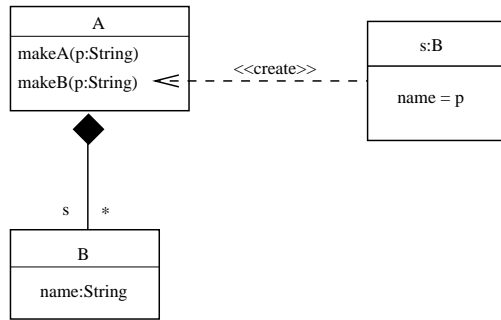 A
makeA(p:String)
makeB(p:String)
<<create>>
s:B
name = p
s
*
B
name:String